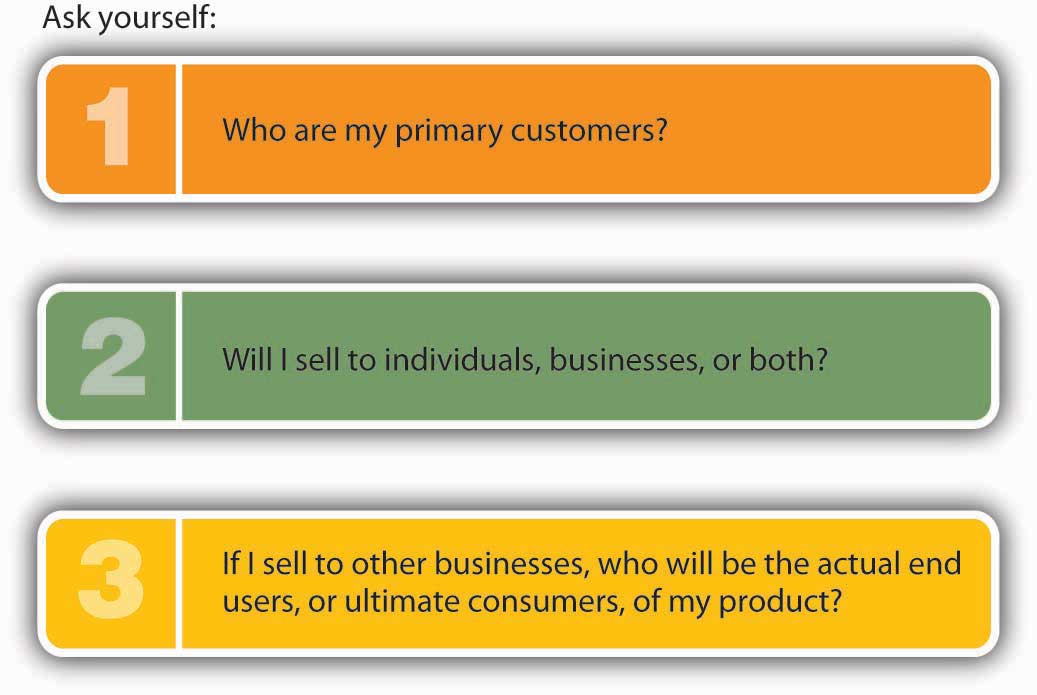 Ask yourself:
1
Who are my primary customers?
2
Will I sell to individuals, businesses, or both?
3
If I sell to other businesses, who will be the actual end
users, or ultimate consumers, of my product?